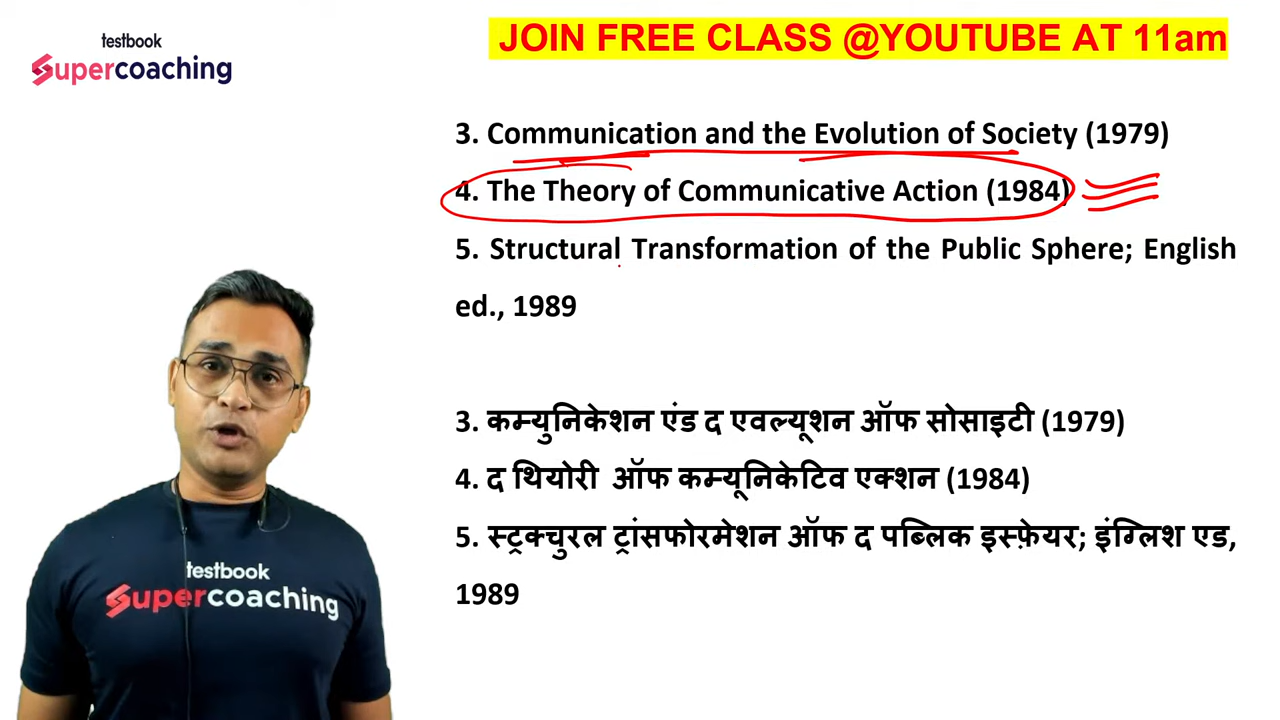 testbook
Supercoaching
JOIN FREE CLASS @YOUTUBE AT 11am
3. Communication and the Evolution of Society (1979)
4. The Theory of Communicative Action (1984)
5. Structural Transformation of the Public Sphere; English
ed., 1989
3. कम्युनिकेशन एंड द एवल्यूशन ऑफ सोसाइटी (1979)
4. द थियोरी ऑफ कम्यूनिकेटिव एक्शन (1984)
5. स्ट्रक्चुरल ट्रांसफोरमेशन ऑफ द पब्लिक इस्फ़ेयर; इंग्लिश एड,
1989
testbook
Supercoaching